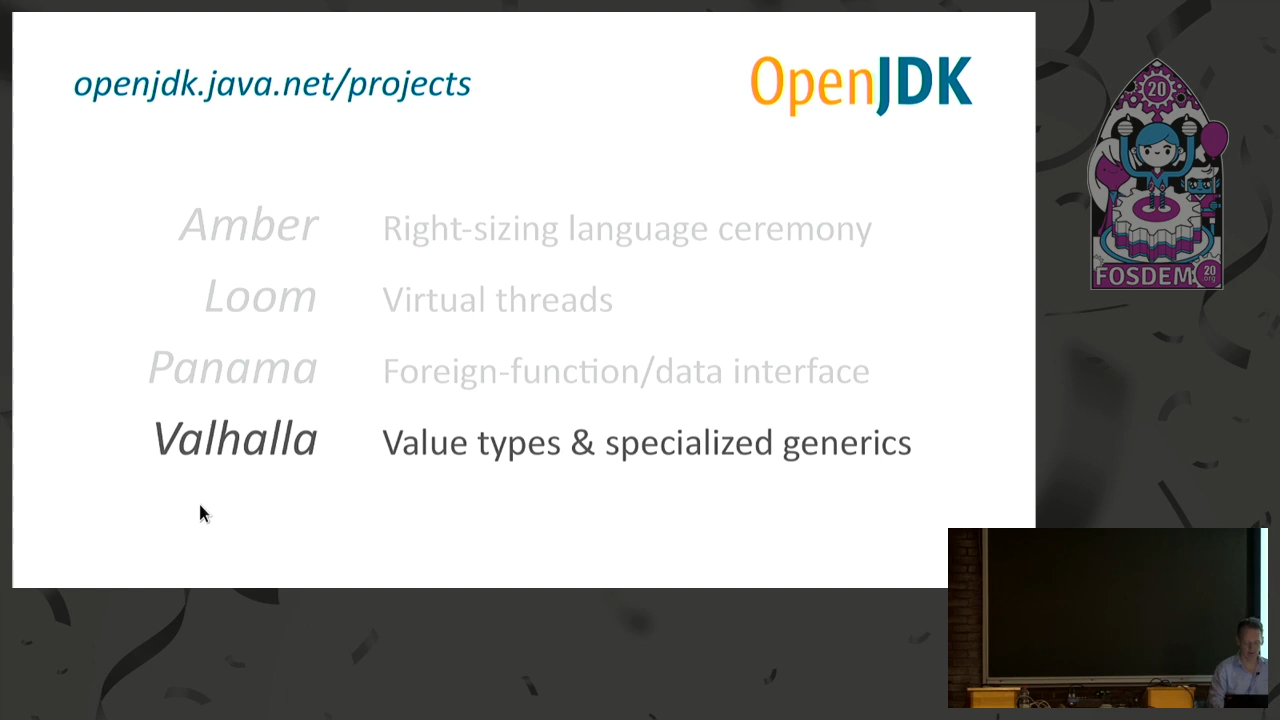 openjdk.java.net/projects
OpenJDK
Amber Right-sizing language ceremony
Loom Virtual threads
Panama Foreign-function/data interface
Valhalla Value types & specialized generics
20
FOSDEM 20
.org